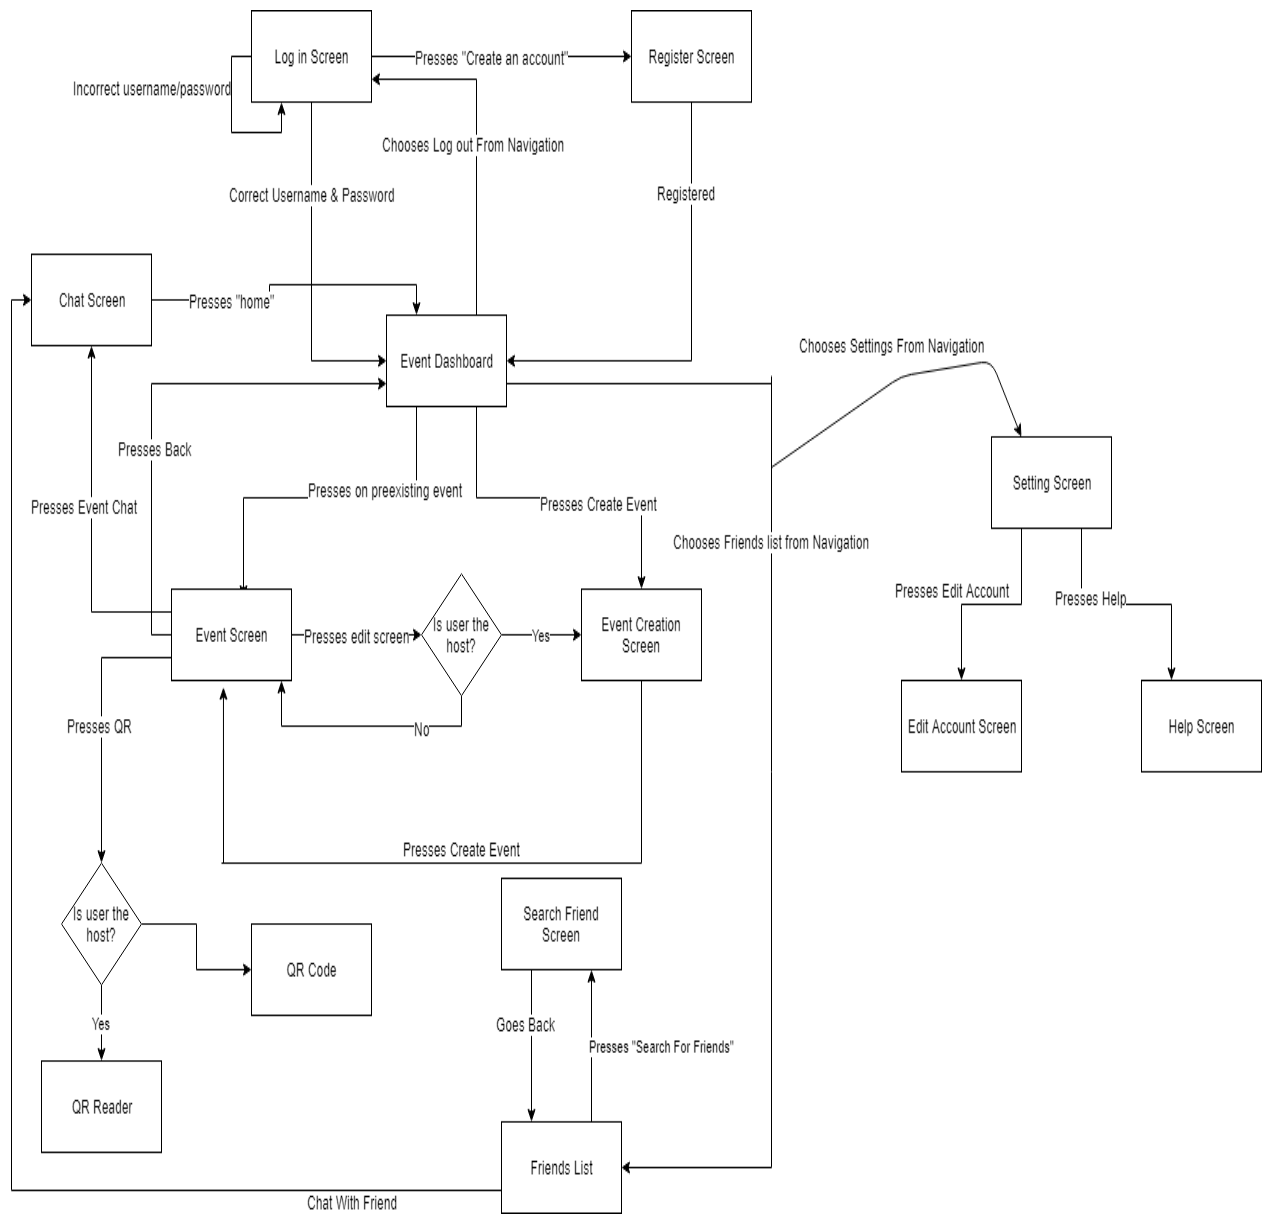 Log in Screen
Presses "Create an account"
Register Screen
Incorrect username/password
Chooses Log out From Navigation
Correct Username & Password
Registered
Chat Screen
Presses "home"
Event Dashboard
Chooses Settings From Navigation
Presses Back
Setting Screen
Presses on preexisting event
Presses Create Event
Presses Event Chat
Chooses Friends list from Navigation
Presses Edit Account
Presses Help
Event Screen
Presses edit screen
Is user the
host?
Yes
Event Creation
Screen
Presses QR
No
Edit Account Screen
Help Screen
Presses Create Event
Is user the
host?
QR Code
Search Friend
Screen
Yes
Goes Back
Presses "Search For Friends"
QR Reader
Friends List
Chat With Friend